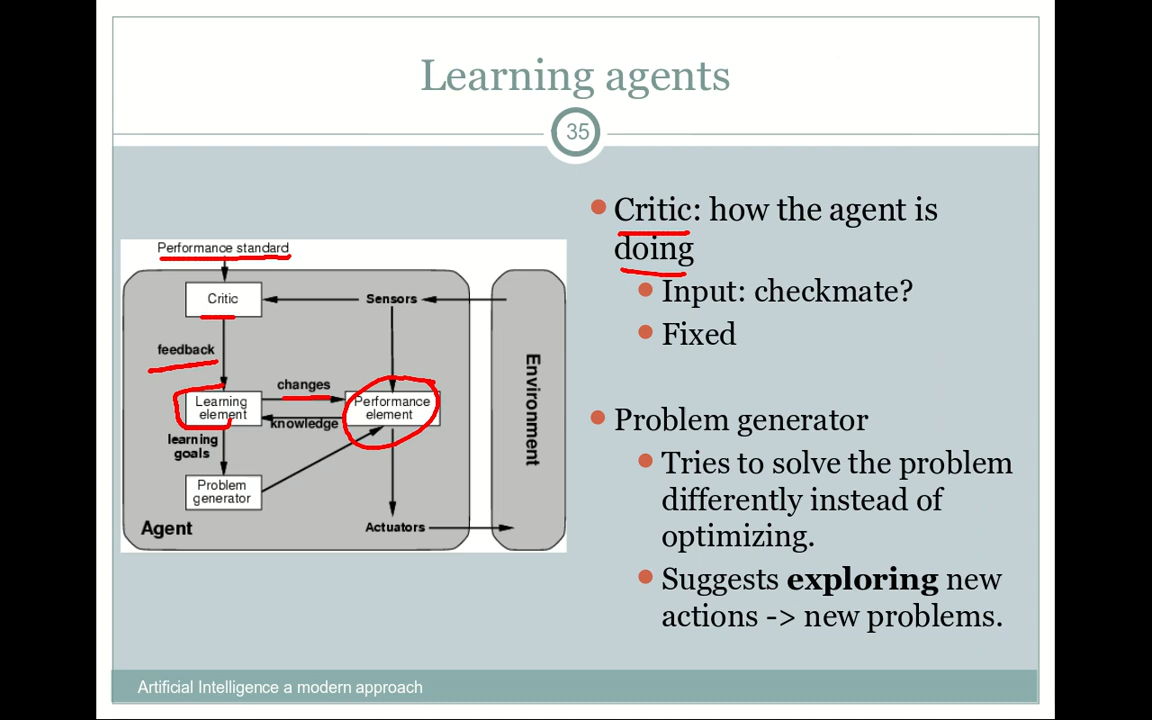 Learning agents
35
Performance standard
Critic
Sensors
feedback
changes
Learning
element
Performance
element
knowledge
learning
goals
Problem
generator
Agent
Actuators
Environment
Critic: how the agent is
doing
Input: checkmate?
Fixed
Problem generator
Tries to solve the problem
differently instead of
optimizing.
Suggests exploring new
actions -> new problems.
Artificial Intelligence a modern approach